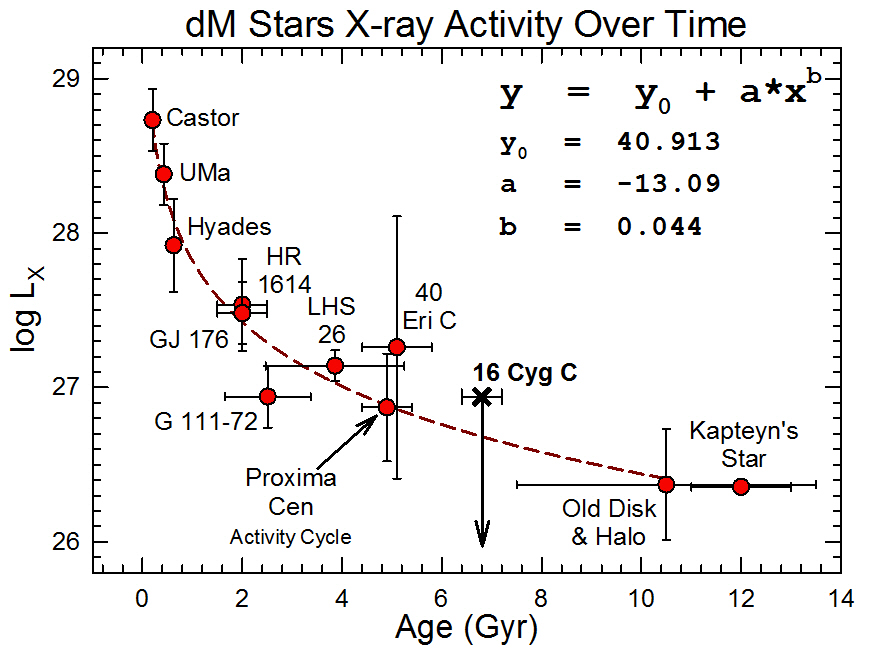 dM Stars X-ray Activity Over Time
y = y0 + a*x^b
y0 = 40.913
a = -13.09
b = 0.044
29
28
27
26
log LX
Castor
UMa
Hyades
HR
1614
GJ 176
LHS
26
40
Eri C
G 111-72
16 Cyg C
Proxima
Cen
Activity Cycle
Kapteyn's
Star
Old Disk
& Halo
0 2 4 6 8 10 12 14
Age (Gyr)